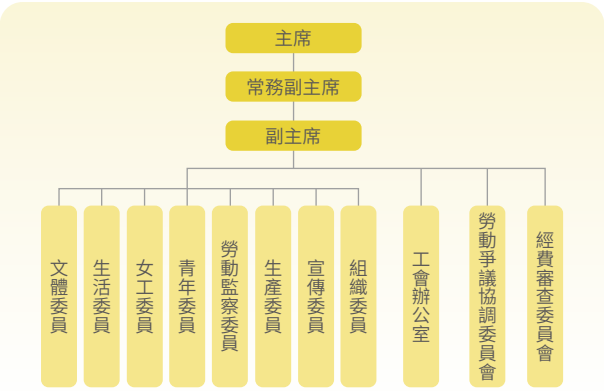 主席
常務副主席
副主席
文體委員
生活委員
女工委員
青年委員
勞動監察委員
生產委員
宣傳委員
組織委員
工會辦公室
勞動爭議協調委員會
經費審查委員會